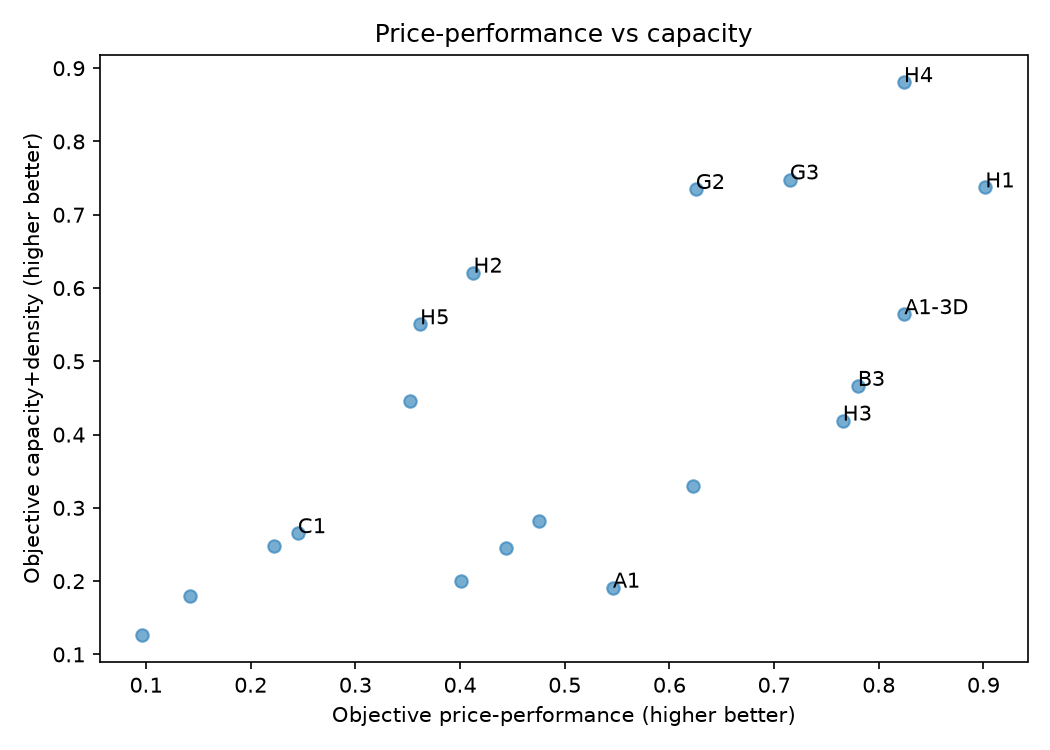 Price-performance vs capacity
Objective capacity+density (higher better)
0.9
0.8
0.7
0.6
0.5
0.4
0.3
0.2
0.1
H4
G3
H1
G2
H2
A1-3D
H5
B3
H3
C1
A1
0.1 0.2 0.3 0.4 0.5 0.6 0.7 0.8 0.9
Objective price-performance (higher better)